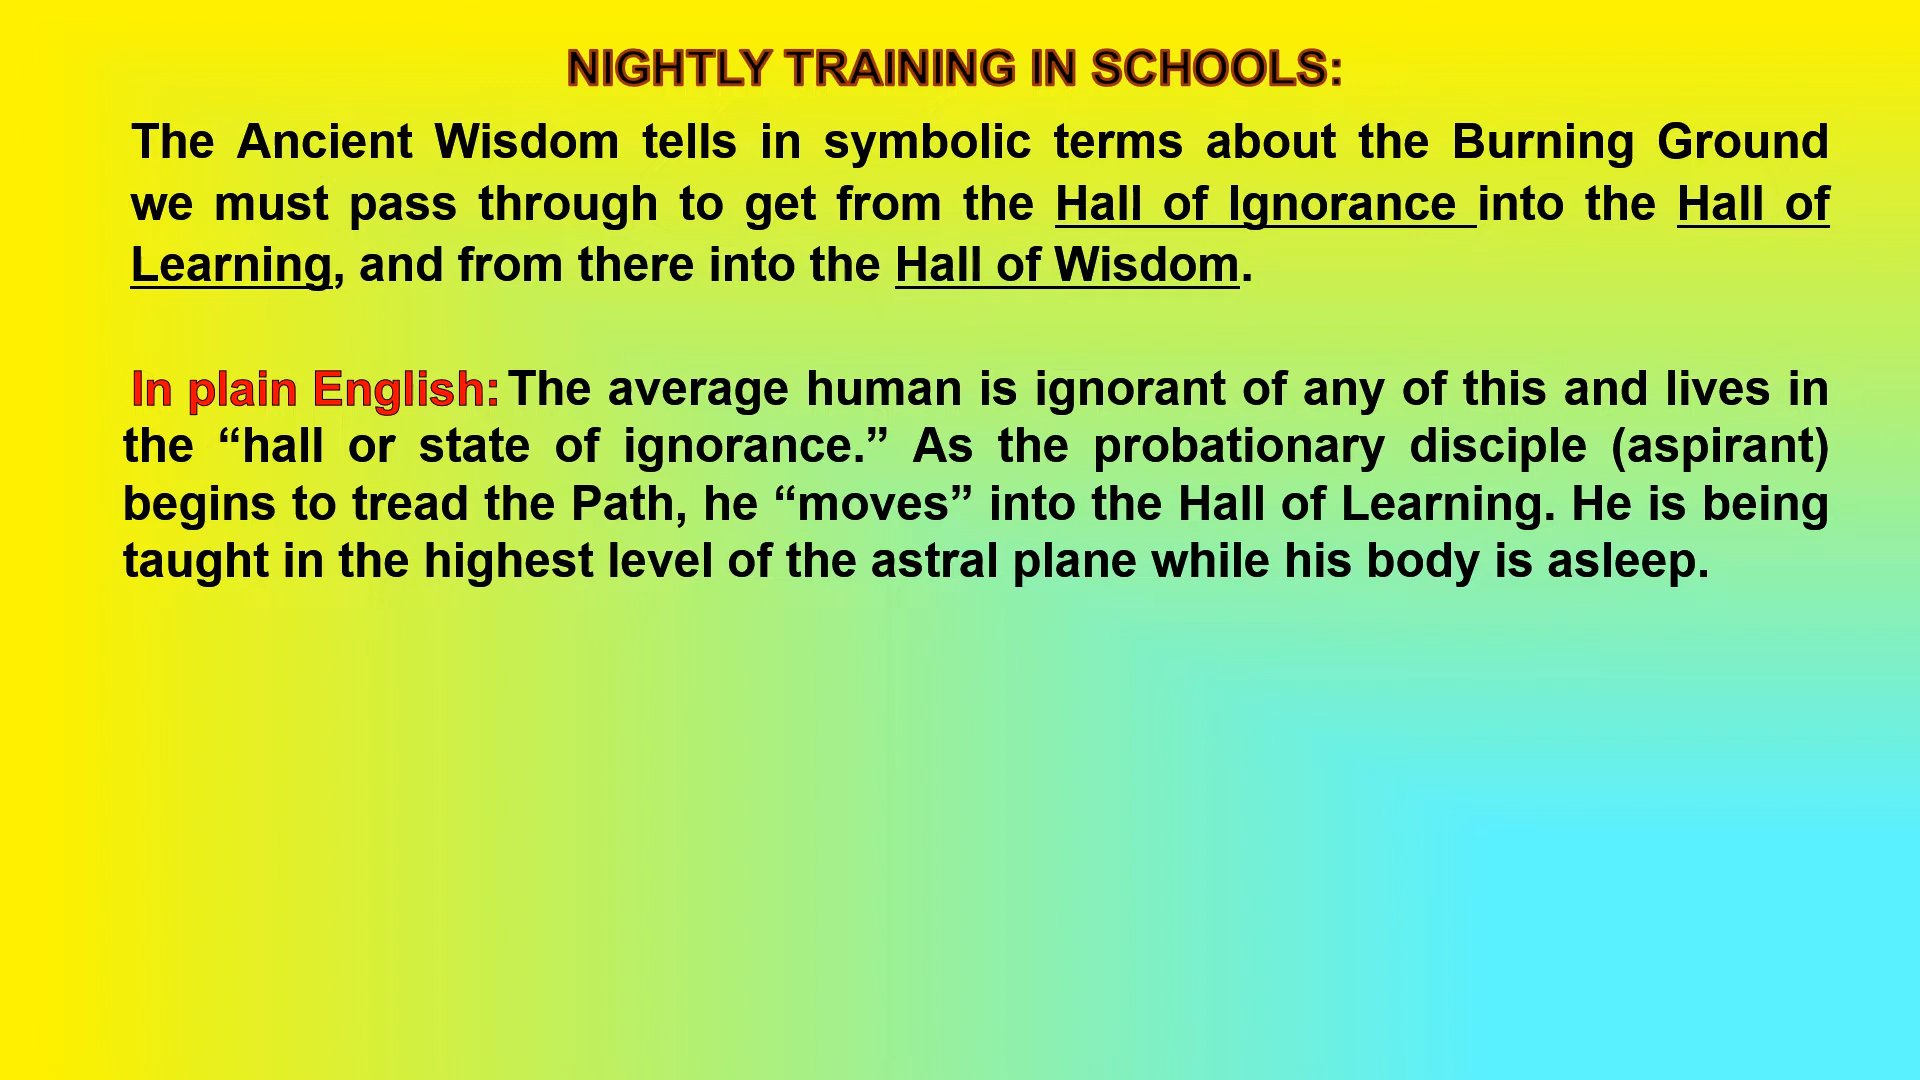 NIGHTLY TRAINING IN SCHOOLS:
The Ancient Wisdom tells in symbolic terms about the Burning Ground
we must pass through to get from the Hall of Ignorance into the Hall of
Learning, and from there into the Hall of Wisdom.
In plain English: The average human is ignorant of any of this and lives in
the “hall or state of ignorance.” As the probationary disciple (aspirant)
begins to tread the Path, he “moves” into the Hall of Learning. He is being
taught in the highest level of the astral plane while his body is asleep.